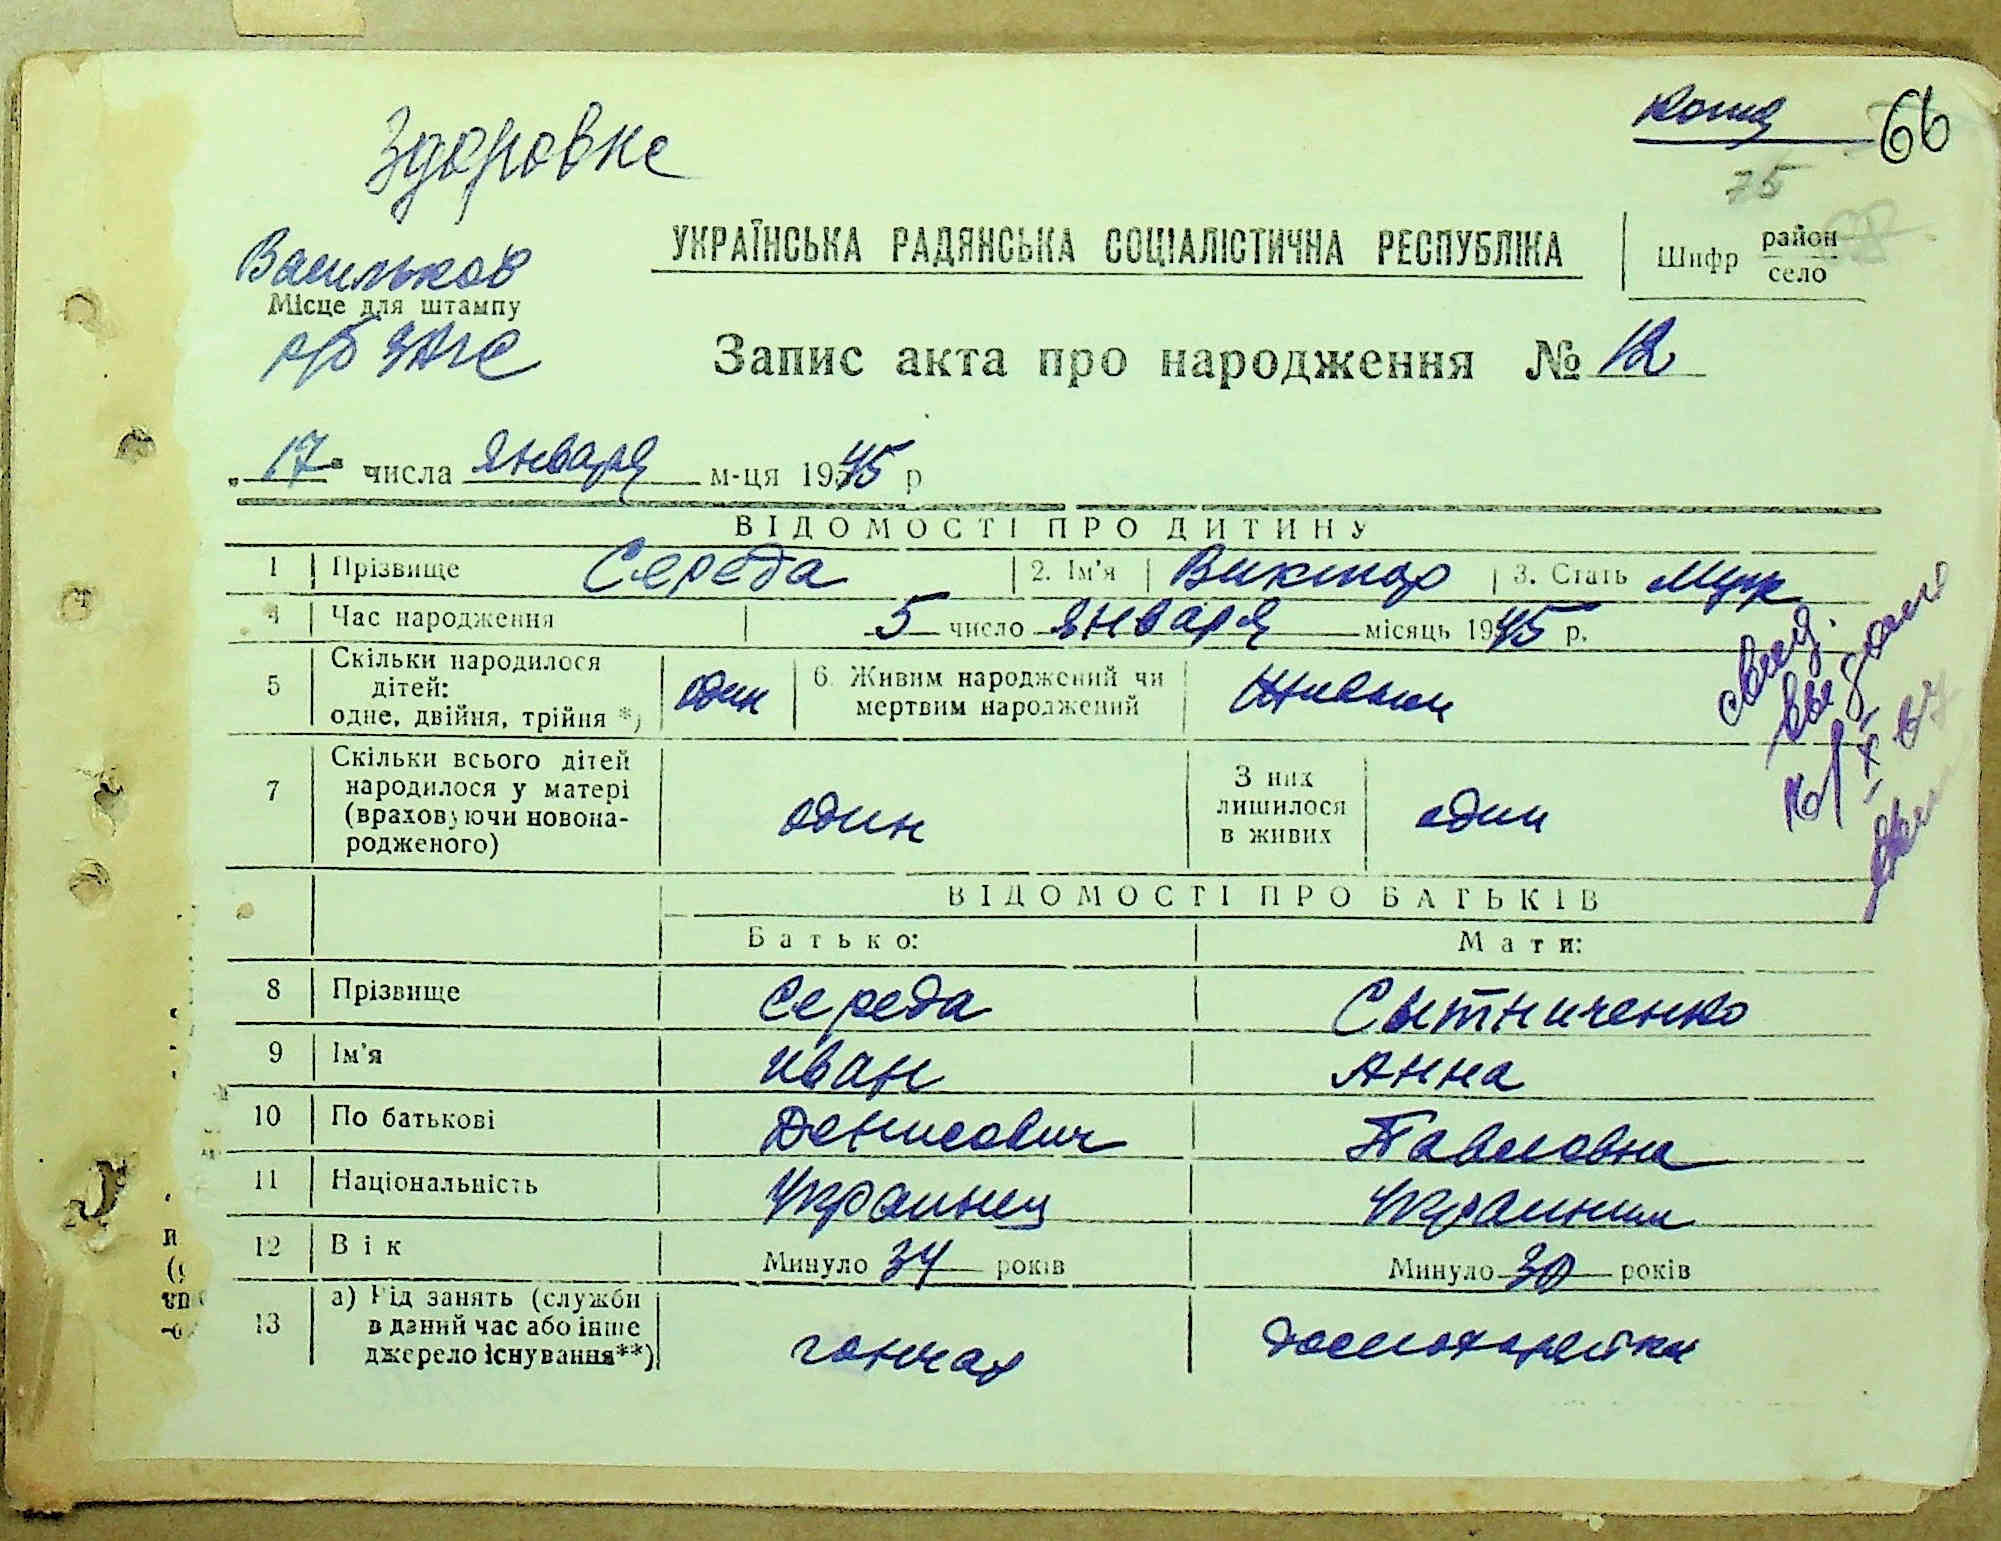 Здоровка
Копия 66
75
Васильков
Місце для штампу
г/б ЗАГС
УКРАЇНСЬКА РАДЯНСЬКА СОЦІАЛІСТИЧНА РЕСПУБЛІКА
Шифр район
село
Запис акта про народження № 12
„17“ числа января м-ця 1945 р
ВІДОМОСТІ ПРО ДИТИНУ
1 Прізвище Середа 2. Ім'я Виктор 3. Стать Муж
4 Час народження 5 число января місяць 1945 р.
5 Скільки народилося дітей: одне, двійня, трійня *) один 6. Живим народжений чи мертвим народжений Живым
свид. выдано
7 Скільки всього дітей народилося у матері (враховуючи новонародженого) один З них лишилося в живих один
ВІДОМОСТІ ПРО БАТЬКІВ
Батько: Мати:
8 Прізвище Середа Сытниченко
9 Ім'я Иван Анна
10 По батькові Денисович Павловна
11 Національність Украинец Украинка
12 Вік Минуло 34 років Минуло 30 років
13 а) Рід занять (служби в даний час або інше джерело існування**) гончар домохозяйка